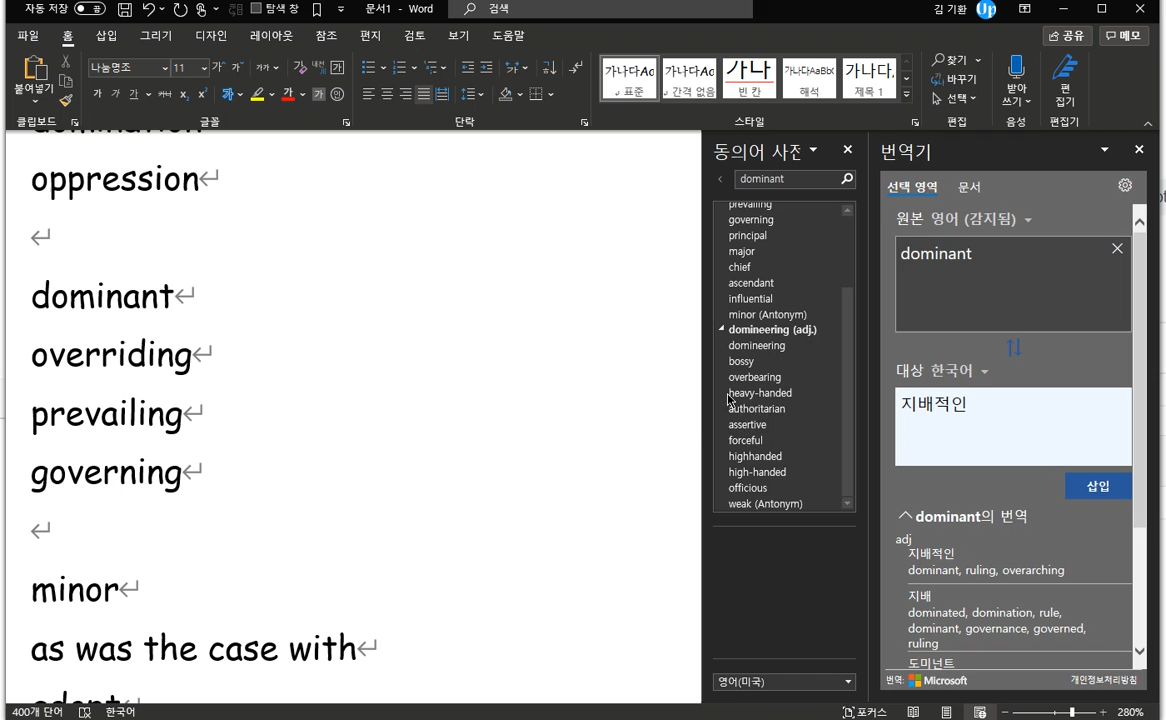 자동 저장 끔 탐색 창 문서1 - Word 검색 김 기환
파일 홈 삽입 그리기 디자인 레이아웃 참조 편지 검토 보기 도움말 공유 메모
붙여넣기 나눔명조 11 가나다Ac 가나다Ac 가나 가나다AaBbC 가나다, 찾기 바꾸기 선택 받아쓰기 편집기
표준 간격 없음 빈 칸 해석 제목 1
클립보드 글꼴 단락 스타일 편집 음성 편집기
domination
oppression
dominant
overriding
prevailing
governing
minor
as was the case with
adopt
동의어 사전
dominant
prevailing
governing
principal
major
chief
ascendant
influential
minor (Antonym)
domineering (adj.)
domineering
bossy
overbearing
heavy-handed
authoritarian
assertive
forceful
highhanded
high-handed
officious
weak (Antonym)
영어(미국)
번역기
선택 영역 문서
원본 영어 (감지됨)
dominant
대상 한국어
지배적인
삽입
dominant의 번역
adj
지배적인
dominant, ruling, overarching
지배
dominated, domination, rule,
dominant, governance, governed,
ruling
도미넌트
번역: Microsoft 개인정보처리방침
400개 단어 한국어 포커스 280%